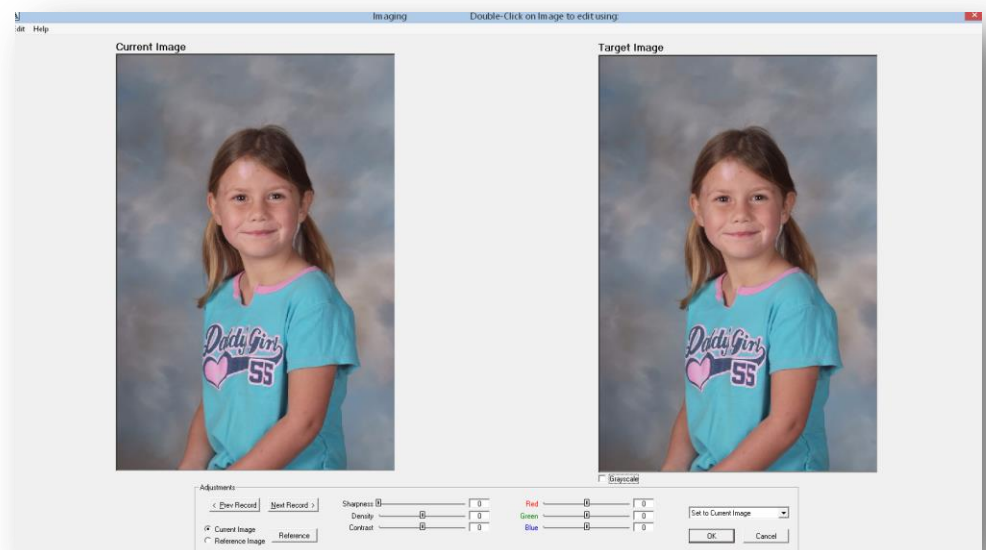 Imaging Double-Click on Image to edit using:
Edit Help
Current Image Target Image
Daddy'Girl Daddy'Girl
55 55
Grayscale
Adjustments
< Prev Record Next Record > Sharpness 0 Red 0
Density 0 Green 0 Set to Current Image
Current Image Contrast 0 Blue 0
Reference Image Reference OK Cancel